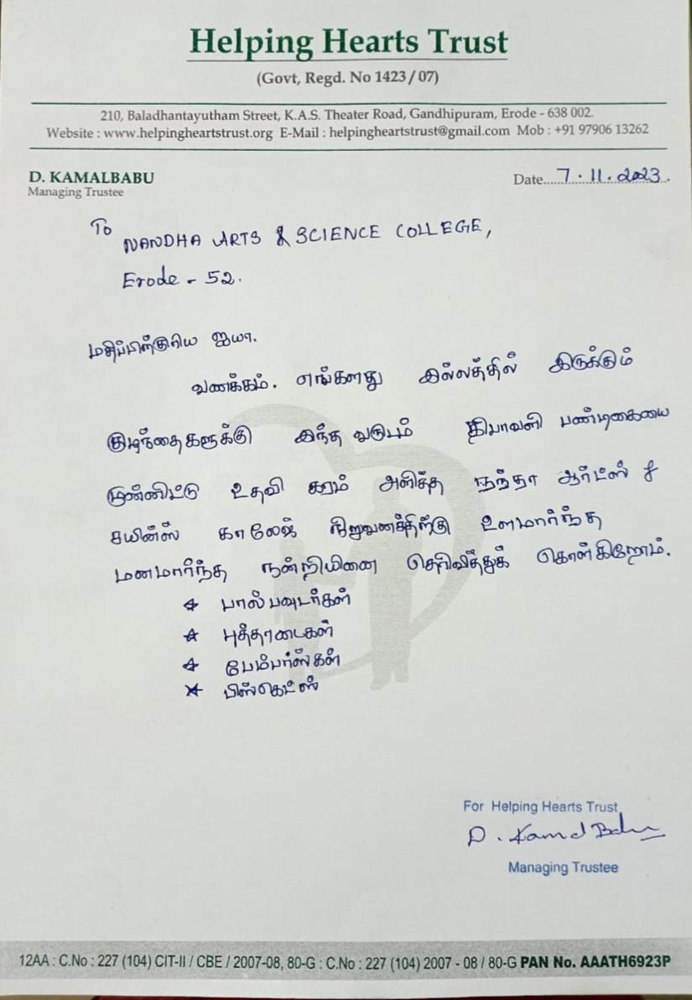 Helping Hearts Trust
(Govt, Regd. No 1423/07)
210, Baladhantayutham Street, K.A.S. Theater Road, Gandhipuram, Erode - 638 002.
Website : www.helpingheartstrust.org E-Mail : helpingheartstrust@gmail.com Mob : +91 97906 13262
D. KAMALBABU
Managing Trustee
Date......7.11.2023.
To
NANDHA ARTS & SCIENCE COLLEGE,
Erode - 52.
மதிப்பிள்குரிய ஐயா.
வணக்கம். எங்களது இல்லத்தில் இருக்கும்
குழந்தைகளுக்கு இந்த வருடம் தீபாவளி பண்டிகையை
முன்னிட்டு உதவி கரம் அளித்த நந்தா ஆர்ட்ஸ் &
சயின்ஸ் காலேஜ் நிறுவனத்திற்கு உளமார்ந்த
மனமார்ந்த நன்றியினை தெரிவித்துக் கொள்கிறோம்.
☆ பால் பவுடர்கள்
☆ புத்தாடைகள்
☆ பேம்பர்ஸ்கள்
☆ பிஸ்கெட்ஸ்
For Helping Hearts Trust
D. Kamal Babu
Managing Trustee
12AA : C.No : 227 (104) CIT-II / CBE / 2007-08, 80-G : C.No : 227 (104) 2007 - 08 / 80-G PAN No. AAATH6923P